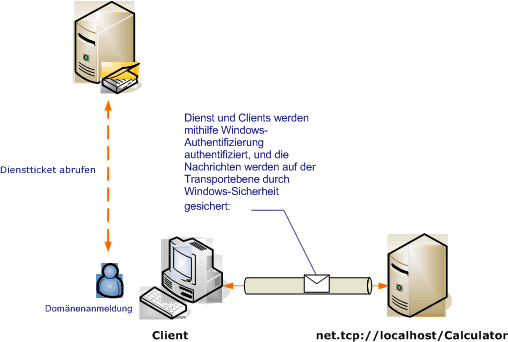 Dienst und Clients werden
mithilfe Windows-
Authentifizierung
authentifiziert, und die
Nachrichten werden auf der
Transportebene durch
Windows-Sicherheit
gesichert:
Dienstticket abrufen
Domänenanmeldung
Client
net.tcp://localhost/Calculator